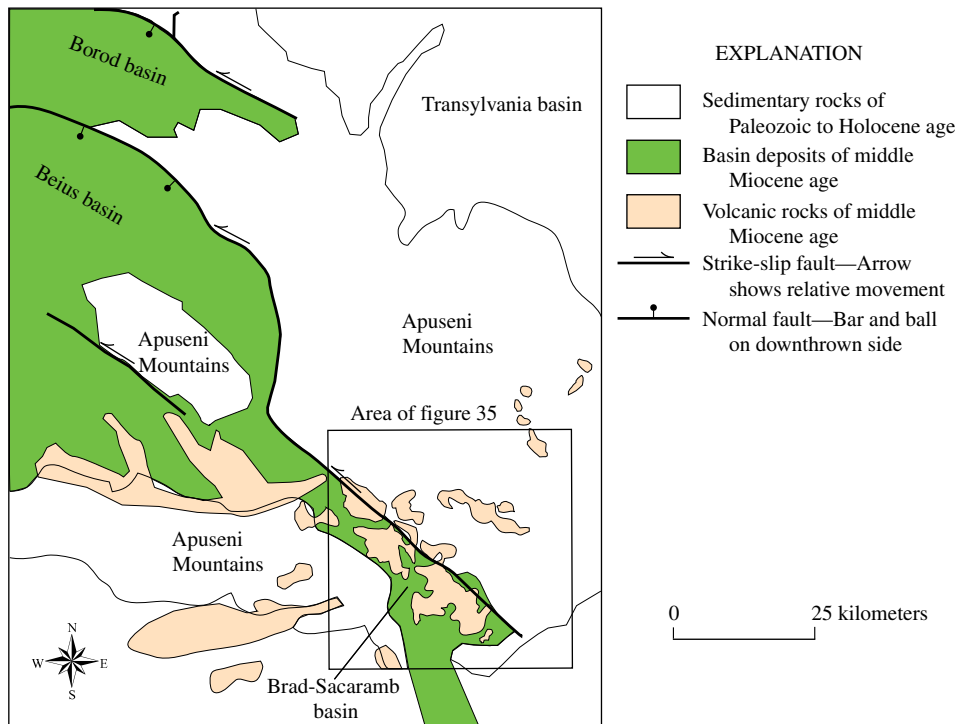 Borod basin
Transylvania basin
Beius basin
Apuseni
Mountains
Apuseni
Mountains
Area of figure 35
Apuseni
Mountains
Brad-Sacaramb
basin
N
W
E
S
EXPLANATION
Sedimentary rocks of
Paleozoic to Holocene age
Basin deposits of middle
Miocene age
Volcanic rocks of middle
Miocene age
Strike-slip fault—Arrow
shows relative movement
Normal fault—Bar and ball
on downthrown side
0 25 kilometers